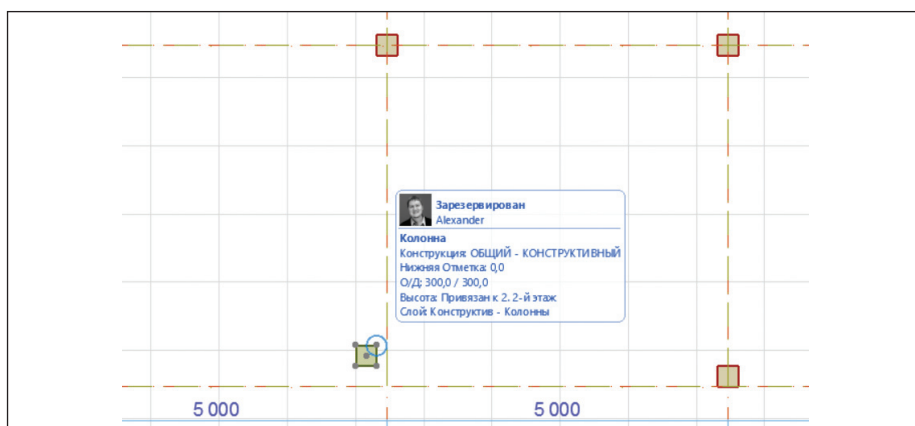 Зарезервирован
Alexander
Колонна
Конструкция: ОБЩИЙ - КОНСТРУКТИВНЫЙ
Нижняя Отметка: 0,0
О/Д: 300,0 / 300,0
Высота: Привязан к 2. 2-й этаж
Слой: Конструктив - Колонны
5 000
5 000